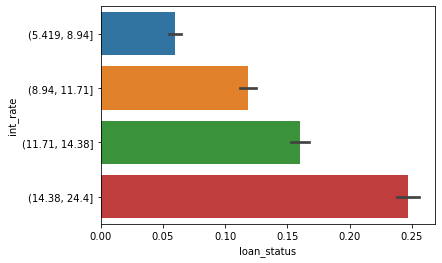 (5.419, 8.94]
(8.94, 11.71]
(11.71, 14.38]
(14.38, 24.4]
int_rate
0.00 0.05 0.10 0.15 0.20 0.25
loan_status